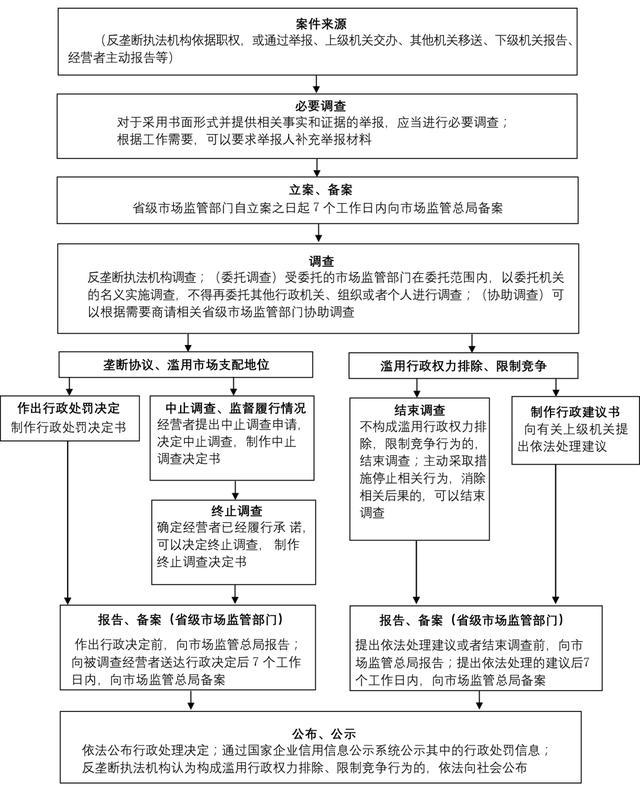 案件来源
（反垄断执法机构依据职权，或通过举报、上级机关交办、其他机关移送、下级机关报告、
经营者主动报告等）
必要调查
对于采用书面形式并提供相关事实和证据的举报，应当进行必要调查；
根据工作需要，可以要求举报人补充举报材料
立案、备案
省级市场监管部门自立案之日起7个工作日内向市场监管总局备案
调查
反垄断执法机构调查；（委托调查）受委托的市场监管部门在委托范围内，以委托机关
的名义实施调查，不得再委托其他行政机关、组织或者个人进行调查；（协助调查）可
以根据需要商请相关省级市场监管部门协助调查
垄断协议、滥用市场支配地位
滥用行政权力排除、限制竞争
作出行政处罚决定
制作行政处罚决定书
中止调查、监督履行情况
经营者提出中止调查申请，
决定中止调查，制作中止
调查决定书
终止调查
确定经营者已经履行承 诺，
可以决定终止调查， 制作
终止调查决定书
结束调查
不构成滥用行政权力排
除，限制竞争行为的，
结束调查；主动采取措
施停止相关行为，消除
相关后果的，可以结束
调查
制作行政建议书
向有关上级机关提
出依法处理建议
报告、备案（省级市场监管部门）
作出行政决定前，向市场监管总局报告；
向被调查经营者送达行政决定后7个工作
日内，向市场监管总局备案
报告、备案（省级市场监管部门）
提出依法处理建议或者结束调查前，向市
场监管总局报告；提出依法处理的建议后7
个工作日内，向市场监管总局备案
公布、公示
依法公布行政处理决定；通过国家企业信用信息公示系统公示其中的行政处罚信息；
反垄断执法机构认为构成滥用行政权力排除、限制竞争行为的，依法向社会公布